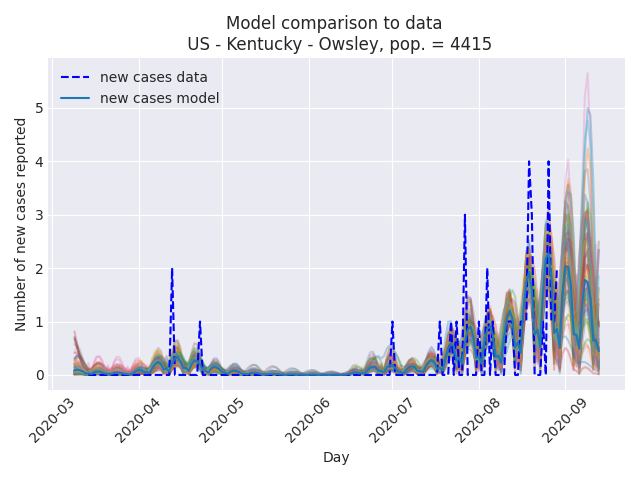 Model comparison to data
US - Kentucky - Owsley, pop. = 4415
new cases data
new cases model
Number of new cases reported
5
4
3
2
1
0
2020-03
2020-04
2020-05
2020-06
2020-07
2020-08
2020-09
Day